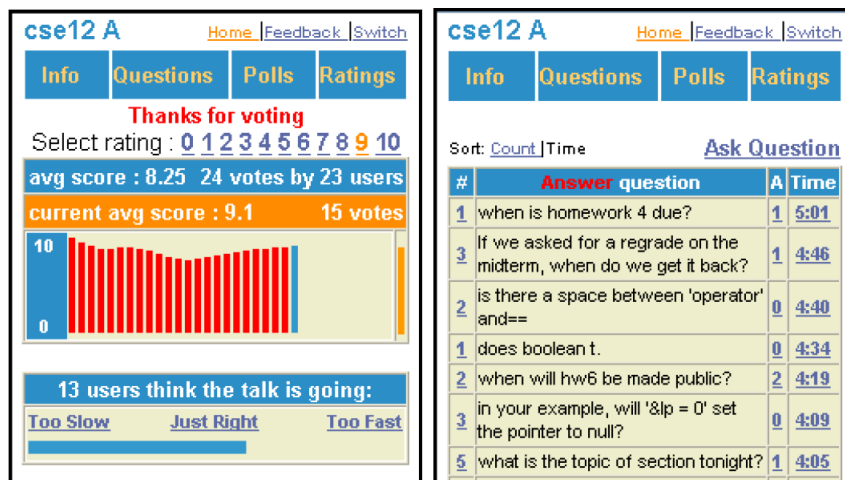 cse12 A Home |Feedback |Switch
Info Questions Polls Ratings
Thanks for voting
Select rating : 0 1 2 3 4 5 6 7 8 9 10
avg score : 8.25 24 votes by 23 users
current avg score : 9.1 15 votes
10
0
13 users think the talk is going:
Too Slow Just Right Too Fast
cse12 A Home |Feedback |Switch
Info Questions Polls Ratings
Sort: Count |Time Ask Question
# Answer question A Time
1 when is homework 4 due? 1 5:01
3 If we asked for a regrade on the
midterm, when do we get it back? 1 4:46
2 is there a space between 'operator'
and== 0 4:40
1 does boolean t. 0 4:34
2 when will hw6 be made public? 2 4:19
3 in your example, will '&lp = 0' set
the pointer to null? 0 4:09
5 what is the topic of section tonight? 1 4:05